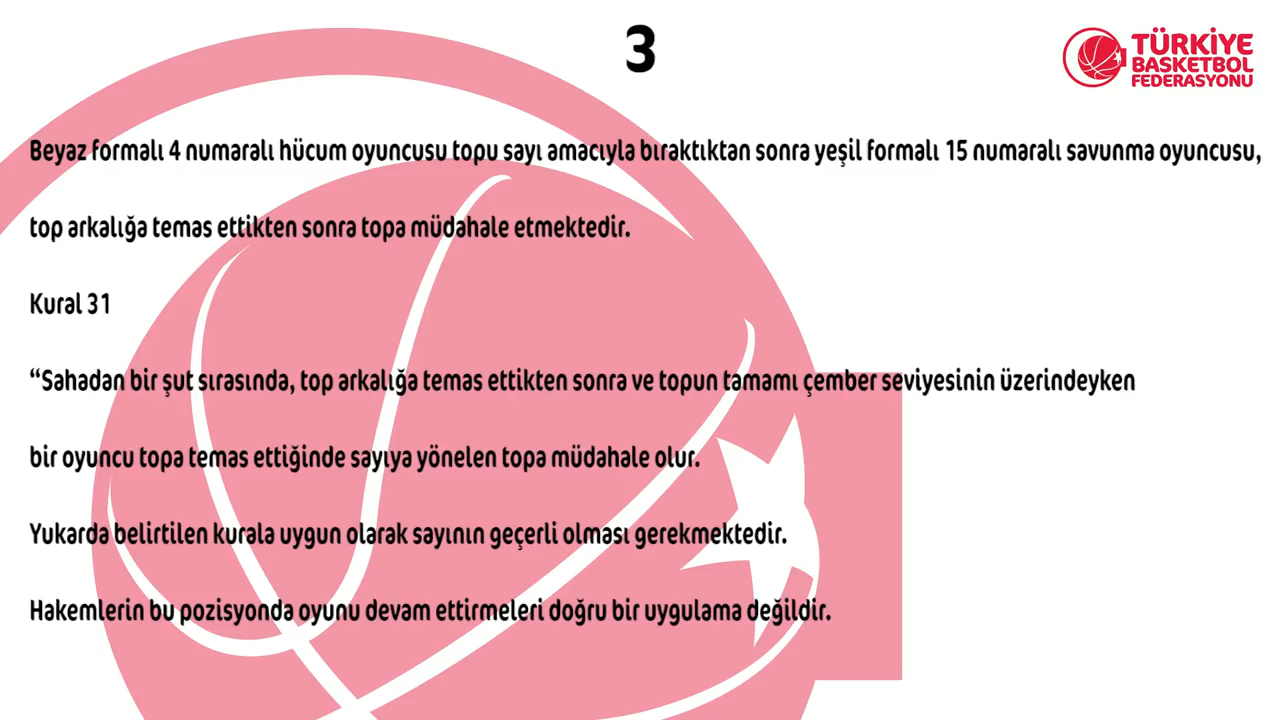 3
TÜRKİYE
BASKETBOL
FEDERASYONU
Beyaz formalı 4 numaralı hücum oyuncusu topu sayı amacıyla bıraktıktan sonra yeşil formalı 15 numaralı savunma oyuncusu,
top arkalığa temas ettikten sonra topa müdahale etmektedir.
Kural 31
“Sahadan bir şut sırasında, top arkalığa temas ettikten sonra ve topun tamamı çember seviyesinin üzerindeyken
bir oyuncu topa temas ettiğinde sayıya yönelen topa müdahale olur.
Yukarda belirtilen kurala uygun olarak sayının geçerli olması gerekmektedir.
Hakemlerin bu pozisyonda oyunu devam ettirmeleri doğru bir uygulama değildir.